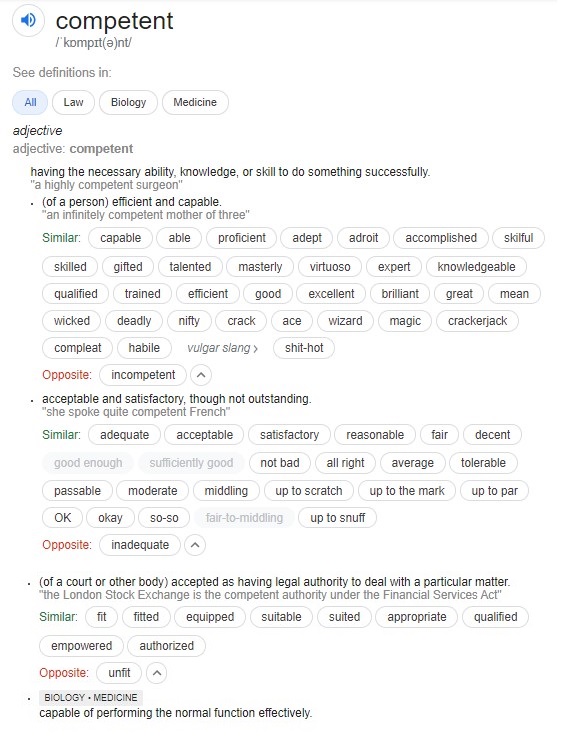 competent
/ˈkɒmpɪt(ə)nt/
See definitions in:
All Law Biology Medicine
adjective
adjective: competent
having the necessary ability, knowledge, or skill to do something successfully.
"a highly competent surgeon"
• (of a person) efficient and capable.
"an infinitely competent mother of three"
Similar: capable able proficient adept adroit accomplished skilful
skilled gifted talented masterly virtuoso expert knowledgeable
qualified trained efficient good excellent brilliant great mean
wicked deadly nifty crack ace wizard magic crackerjack
compleat habile vulgar slang › shit-hot
Opposite: incompetent
• acceptable and satisfactory, though not outstanding.
"she spoke quite competent French"
Similar: adequate acceptable satisfactory reasonable fair decent
good enough sufficiently good not bad all right average tolerable
passable moderate middling up to scratch up to the mark up to par
OK okay so-so fair-to-middling up to snuff
Opposite: inadequate
• (of a court or other body) accepted as having legal authority to deal with a particular matter.
"the London Stock Exchange is the competent authority under the Financial Services Act"
Similar: fit fitted equipped suitable suited appropriate qualified
empowered authorized
Opposite: unfit
• BIOLOGY • MEDICINE
capable of performing the normal function effectively.